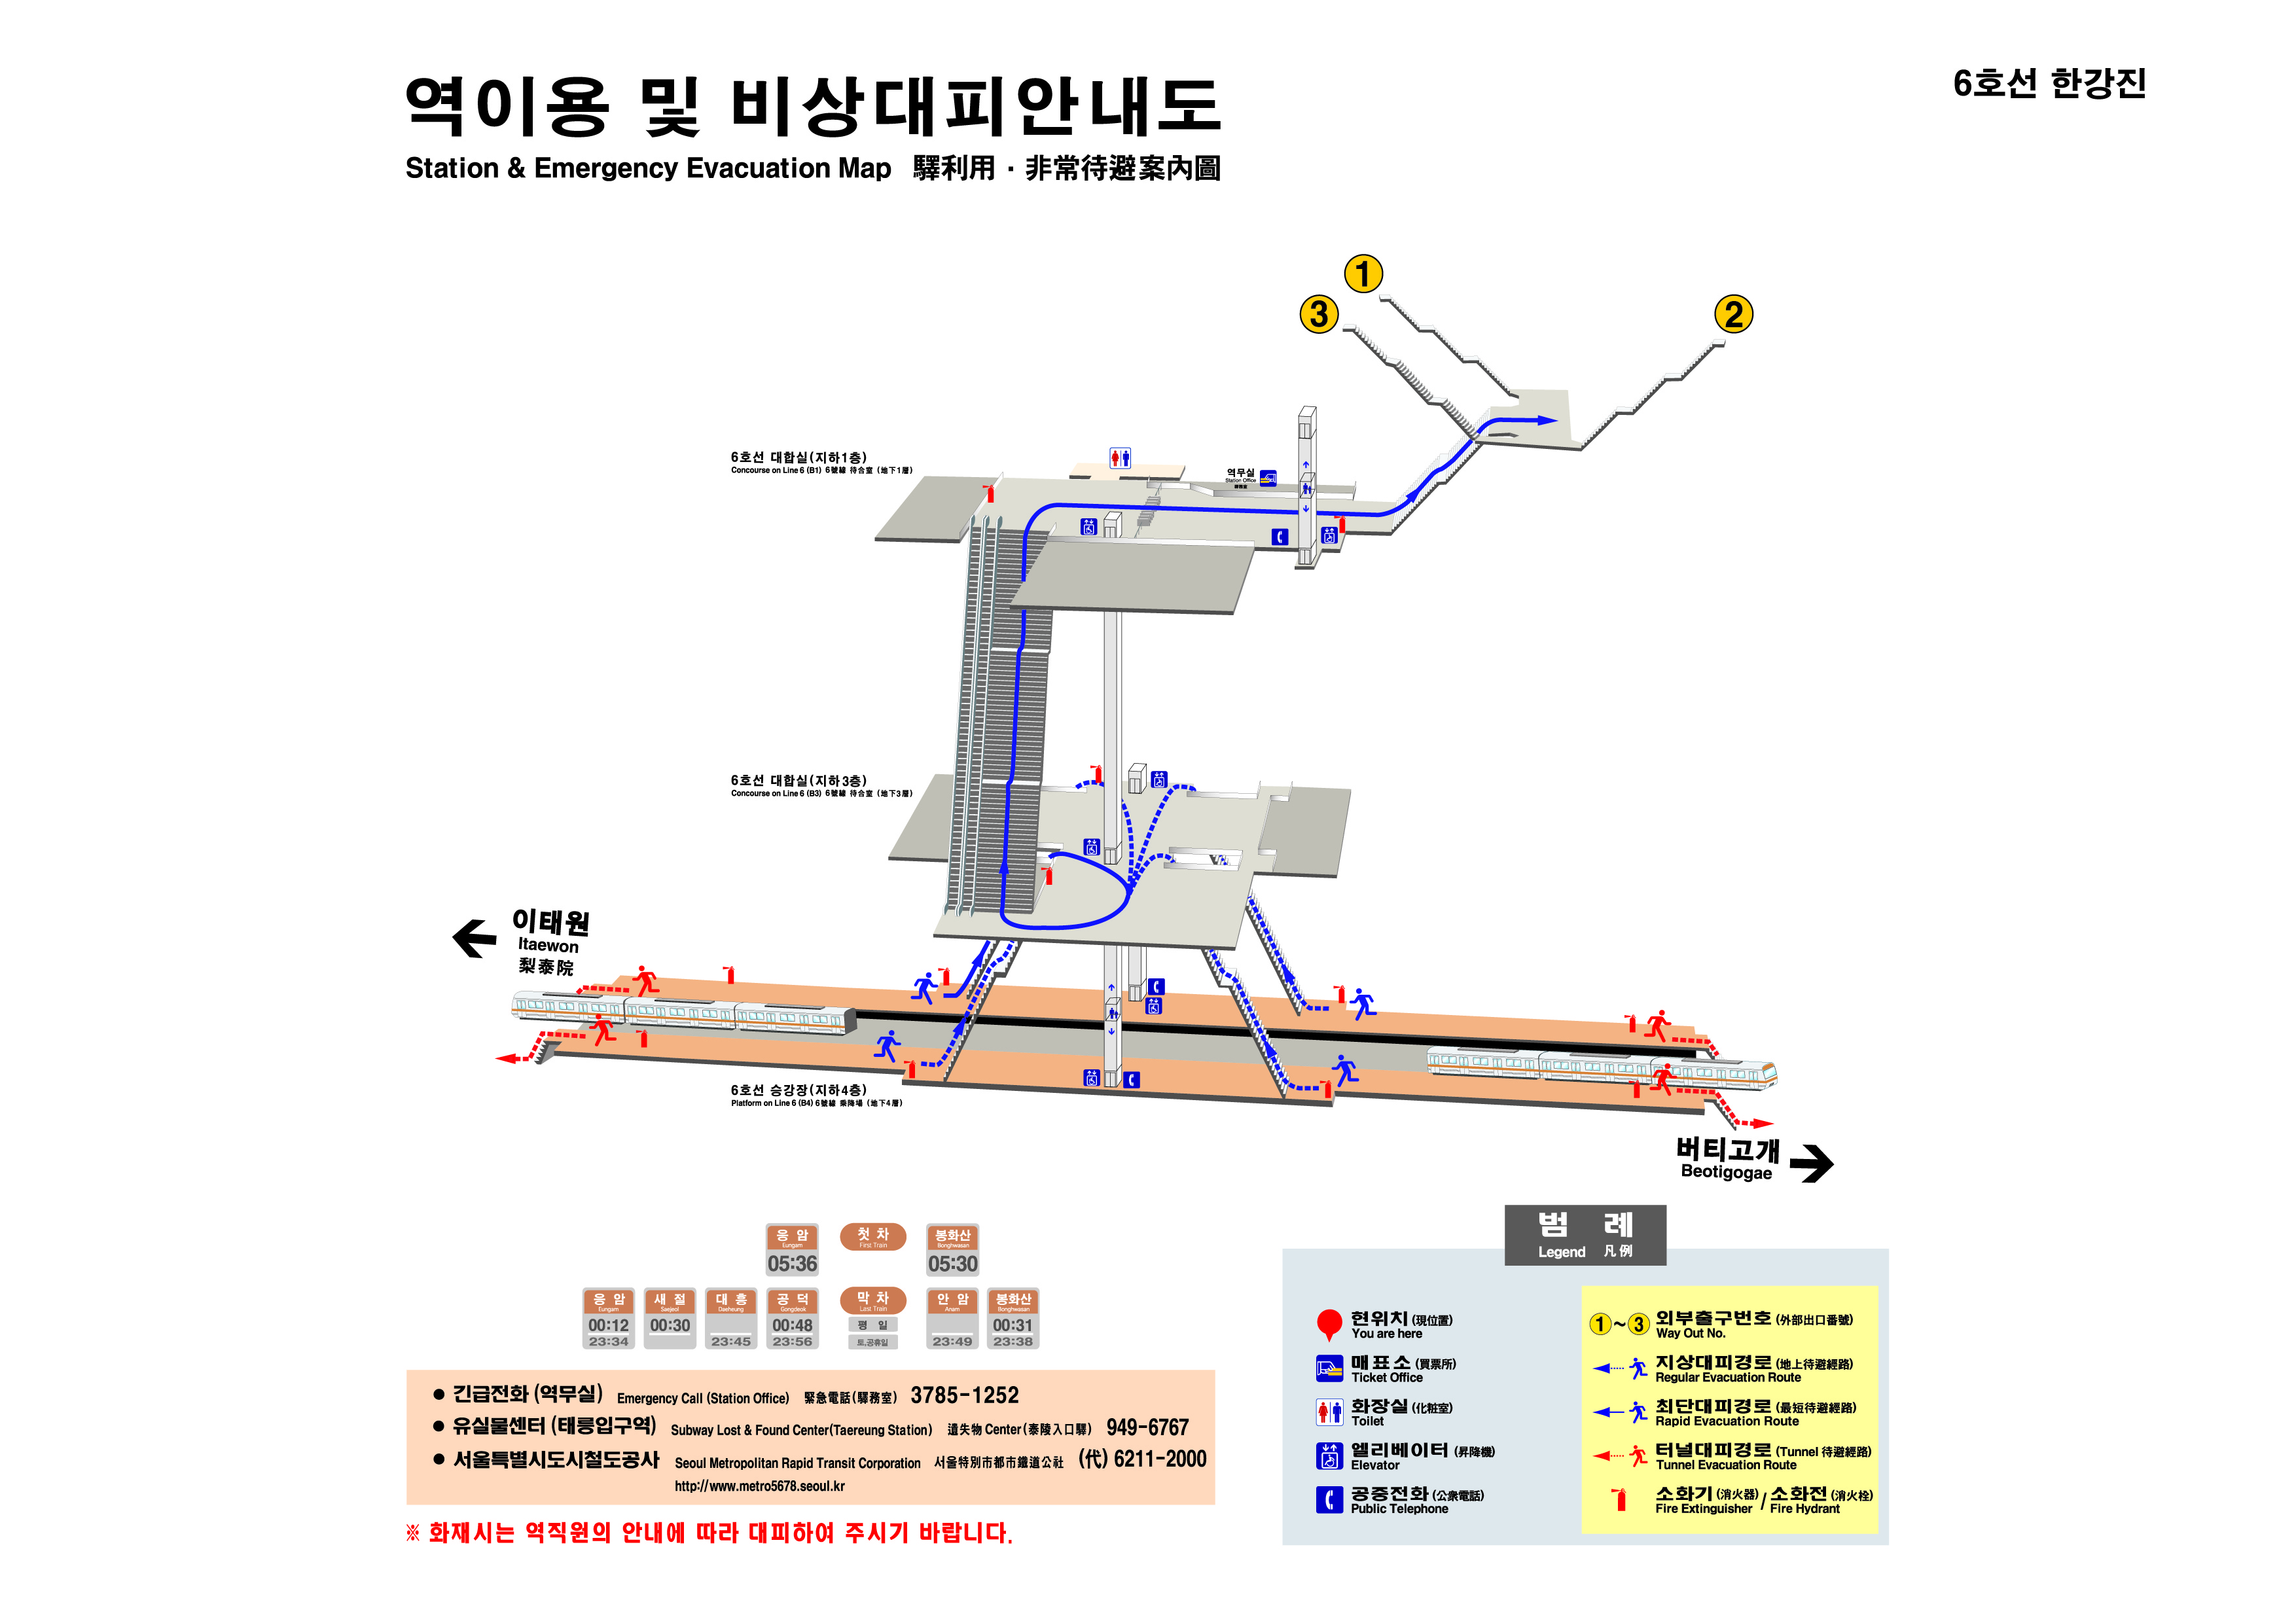 역이용 및 비상대피안내도
Station & Emergency Evacuation Map 驛利用 · 非常待避案內圖
6호선 한강진
1
3
2
6호선 대합실(지하1층)
Concourse on Line 6 (B1) 6號線 待合室 (地下1層)
역무실
Station Office
驛務室
6호선 대합실(지하3층)
Concourse on Line 6 (B3) 6號線 待合室 (地下3層)
이태원
Itaewon
梨泰院
6호선 승강장(지하4층)
Platform on Line 6 (B4) 6號線 乘降場 (地下4層)
버티고개
Beotigogae
응 암 첫 차 봉화산
Eungam First Train Bonghwasan
05:36 05:30
응 암 새 절 대 흥 공 덕 막 차 안 암 봉화산
Eungam Saejeol Daeheung Gongdeok Last Train Anam Bonghwasan
00:12 00:30 00:48 평 일 00:31
23:34 23:45 23:56 토,공휴일 23:49 23:38
● 긴급전화 (역무실) Emergency Call (Station Office) 緊急電話(驛務室) 3785-1252
● 유실물센터 (태릉입구역) Subway Lost & Found Center(Taereung Station) 遺失物 Center (泰陵入口驛) 949-6767
● 서울특별시도시철도공사 Seoul Metropolitan Rapid Transit Corporation 서울特別市都市鐵道公社 (代) 6211-2000
http://www.metro5678.seoul.kr
※ 화재시는 역직원의 안내에 따라 대피하여 주시기 바랍니다.
범 례
Legend 凡例
현위치 (現位置)
You are here
매표소 (買票所)
Ticket Office
화장실 (化粧室)
Toilet
엘리베이터 (昇降機)
Elevator
공중전화 (公衆電話)
Public Telephone
1 ~ 3 외부출구번호 (外部出口番號)
Way Out No.
지상대피경로 (地上待避經路)
Regular Evacuation Route
최단대피경로 (最短待避經路)
Rapid Evacuation Route
터널대피경로 (Tunnel 待避經路)
Tunnel Evacuation Route
소화기 (消火器) / 소화전 (消火栓)
Fire Extinguisher / Fire Hydrant